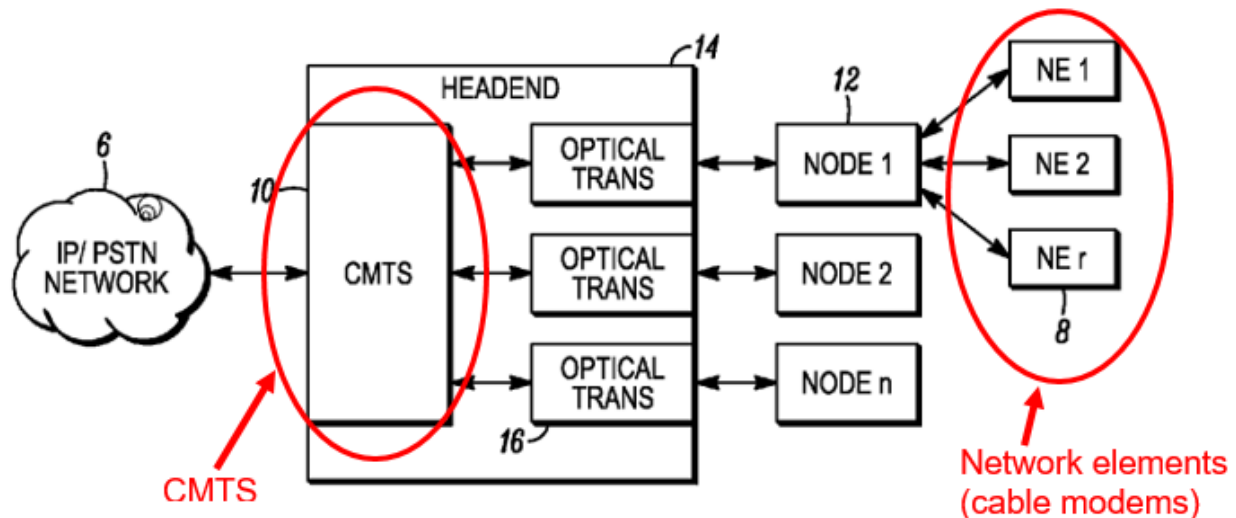 14
HEADEND
12
NE 1
6
10
OPTICAL
TRANS
NODE 1
NE 2
IP/ PSTN
NETWORK
CMTS
OPTICAL
TRANS
NODE 2
NE r
8
OPTICAL
TRANS
NODE n
16
CMTS
Network elements
(cable modems)